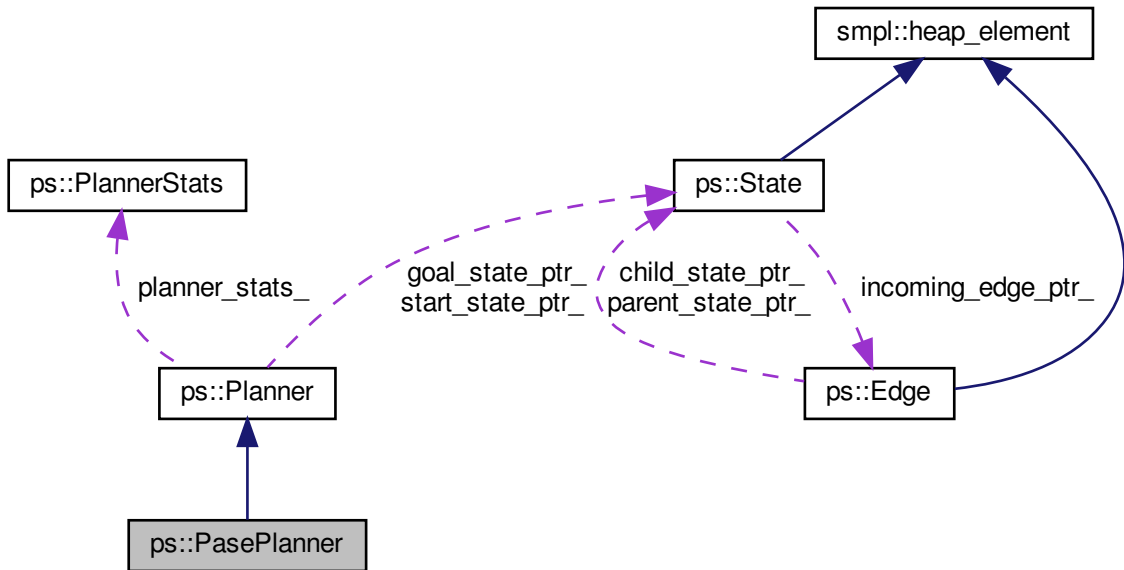 smpl::heap_element
ps::PlannerStats
ps::State
planner_stats_
goal_state_ptr_
start_state_ptr_
child_state_ptr_
parent_state_ptr_
incoming_edge_ptr_
ps::Planner
ps::Edge
ps::PasePlanner